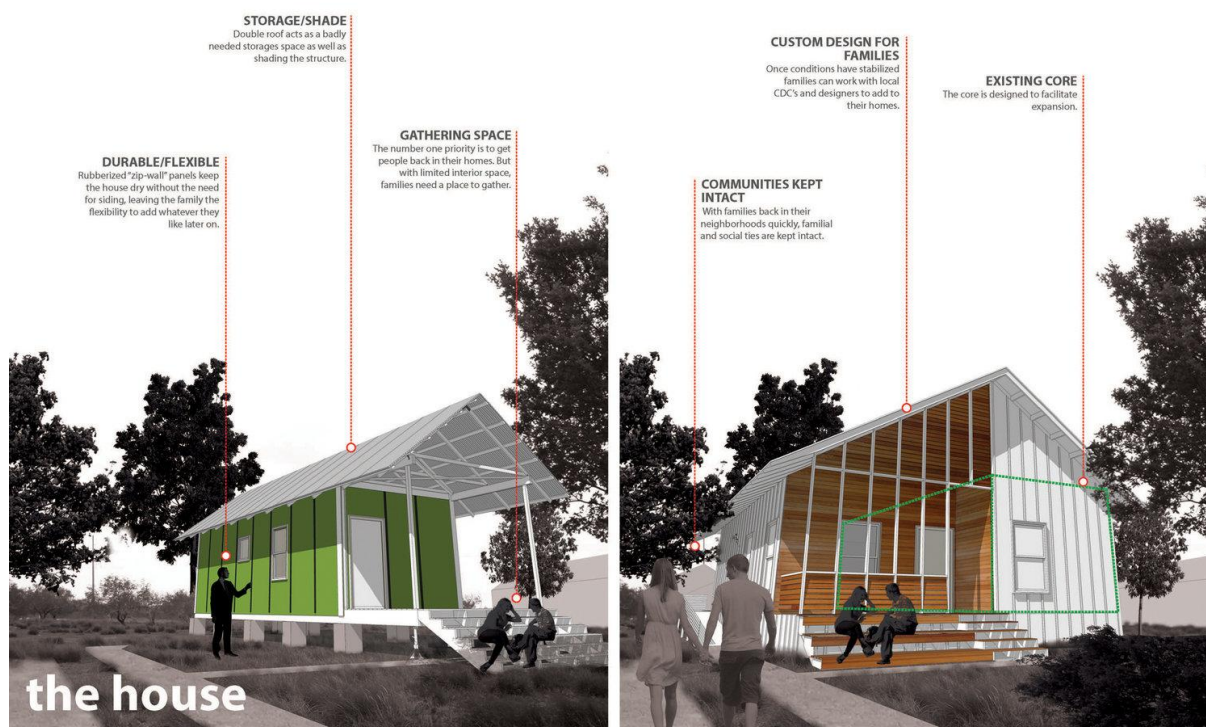 STORAGE/SHADE
Double roof acts as a badly
needed storages space as well as
shading the structure.
GATHERING SPACE
The number one priority is to get
people back in their homes. But
with limited interior space,
families need a place to gather.
DURABLE/FLEXIBLE
Rubberized "zip-wall" panels keep
the house dry without the need
for siding, leaving the family the
flexibility to add whatever they
like later on.
the house
CUSTOM DESIGN FOR
FAMILIES
Once conditions have stabilized
families can work with local
CDC's and designers to add to
their homes.
EXISTING CORE
The core is designed to facilitate
expansion.
COMMUNITIES KEPT
INTACT
With families back in their
neighborhoods quickly, familial
and social ties are kept intact.